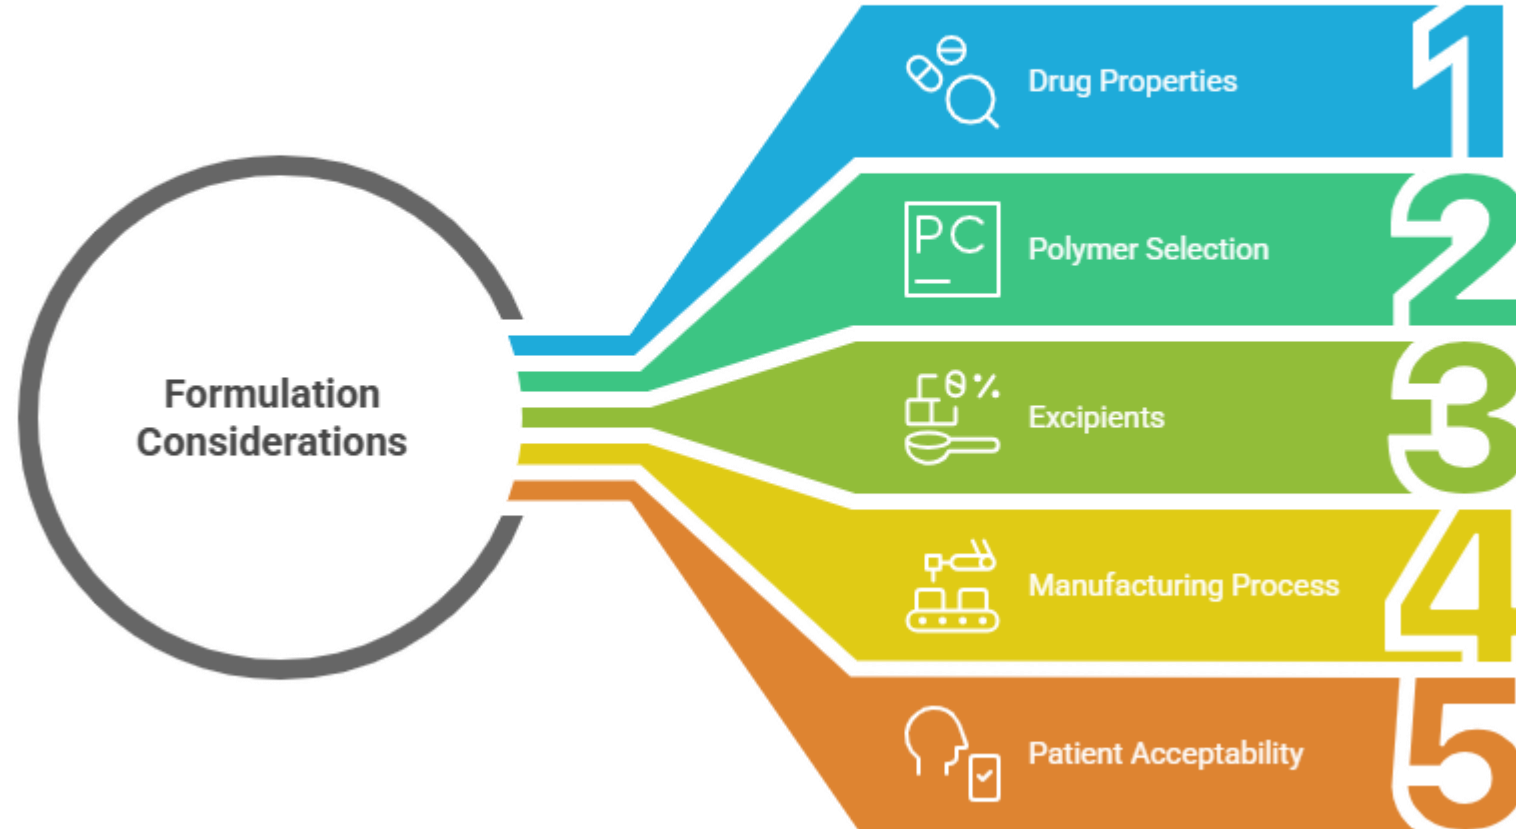 Formulation
Considerations
Drug Properties
1
PC
Polymer Selection
2
%
Excipients
3
Manufacturing Process
4
Patient Acceptability
5